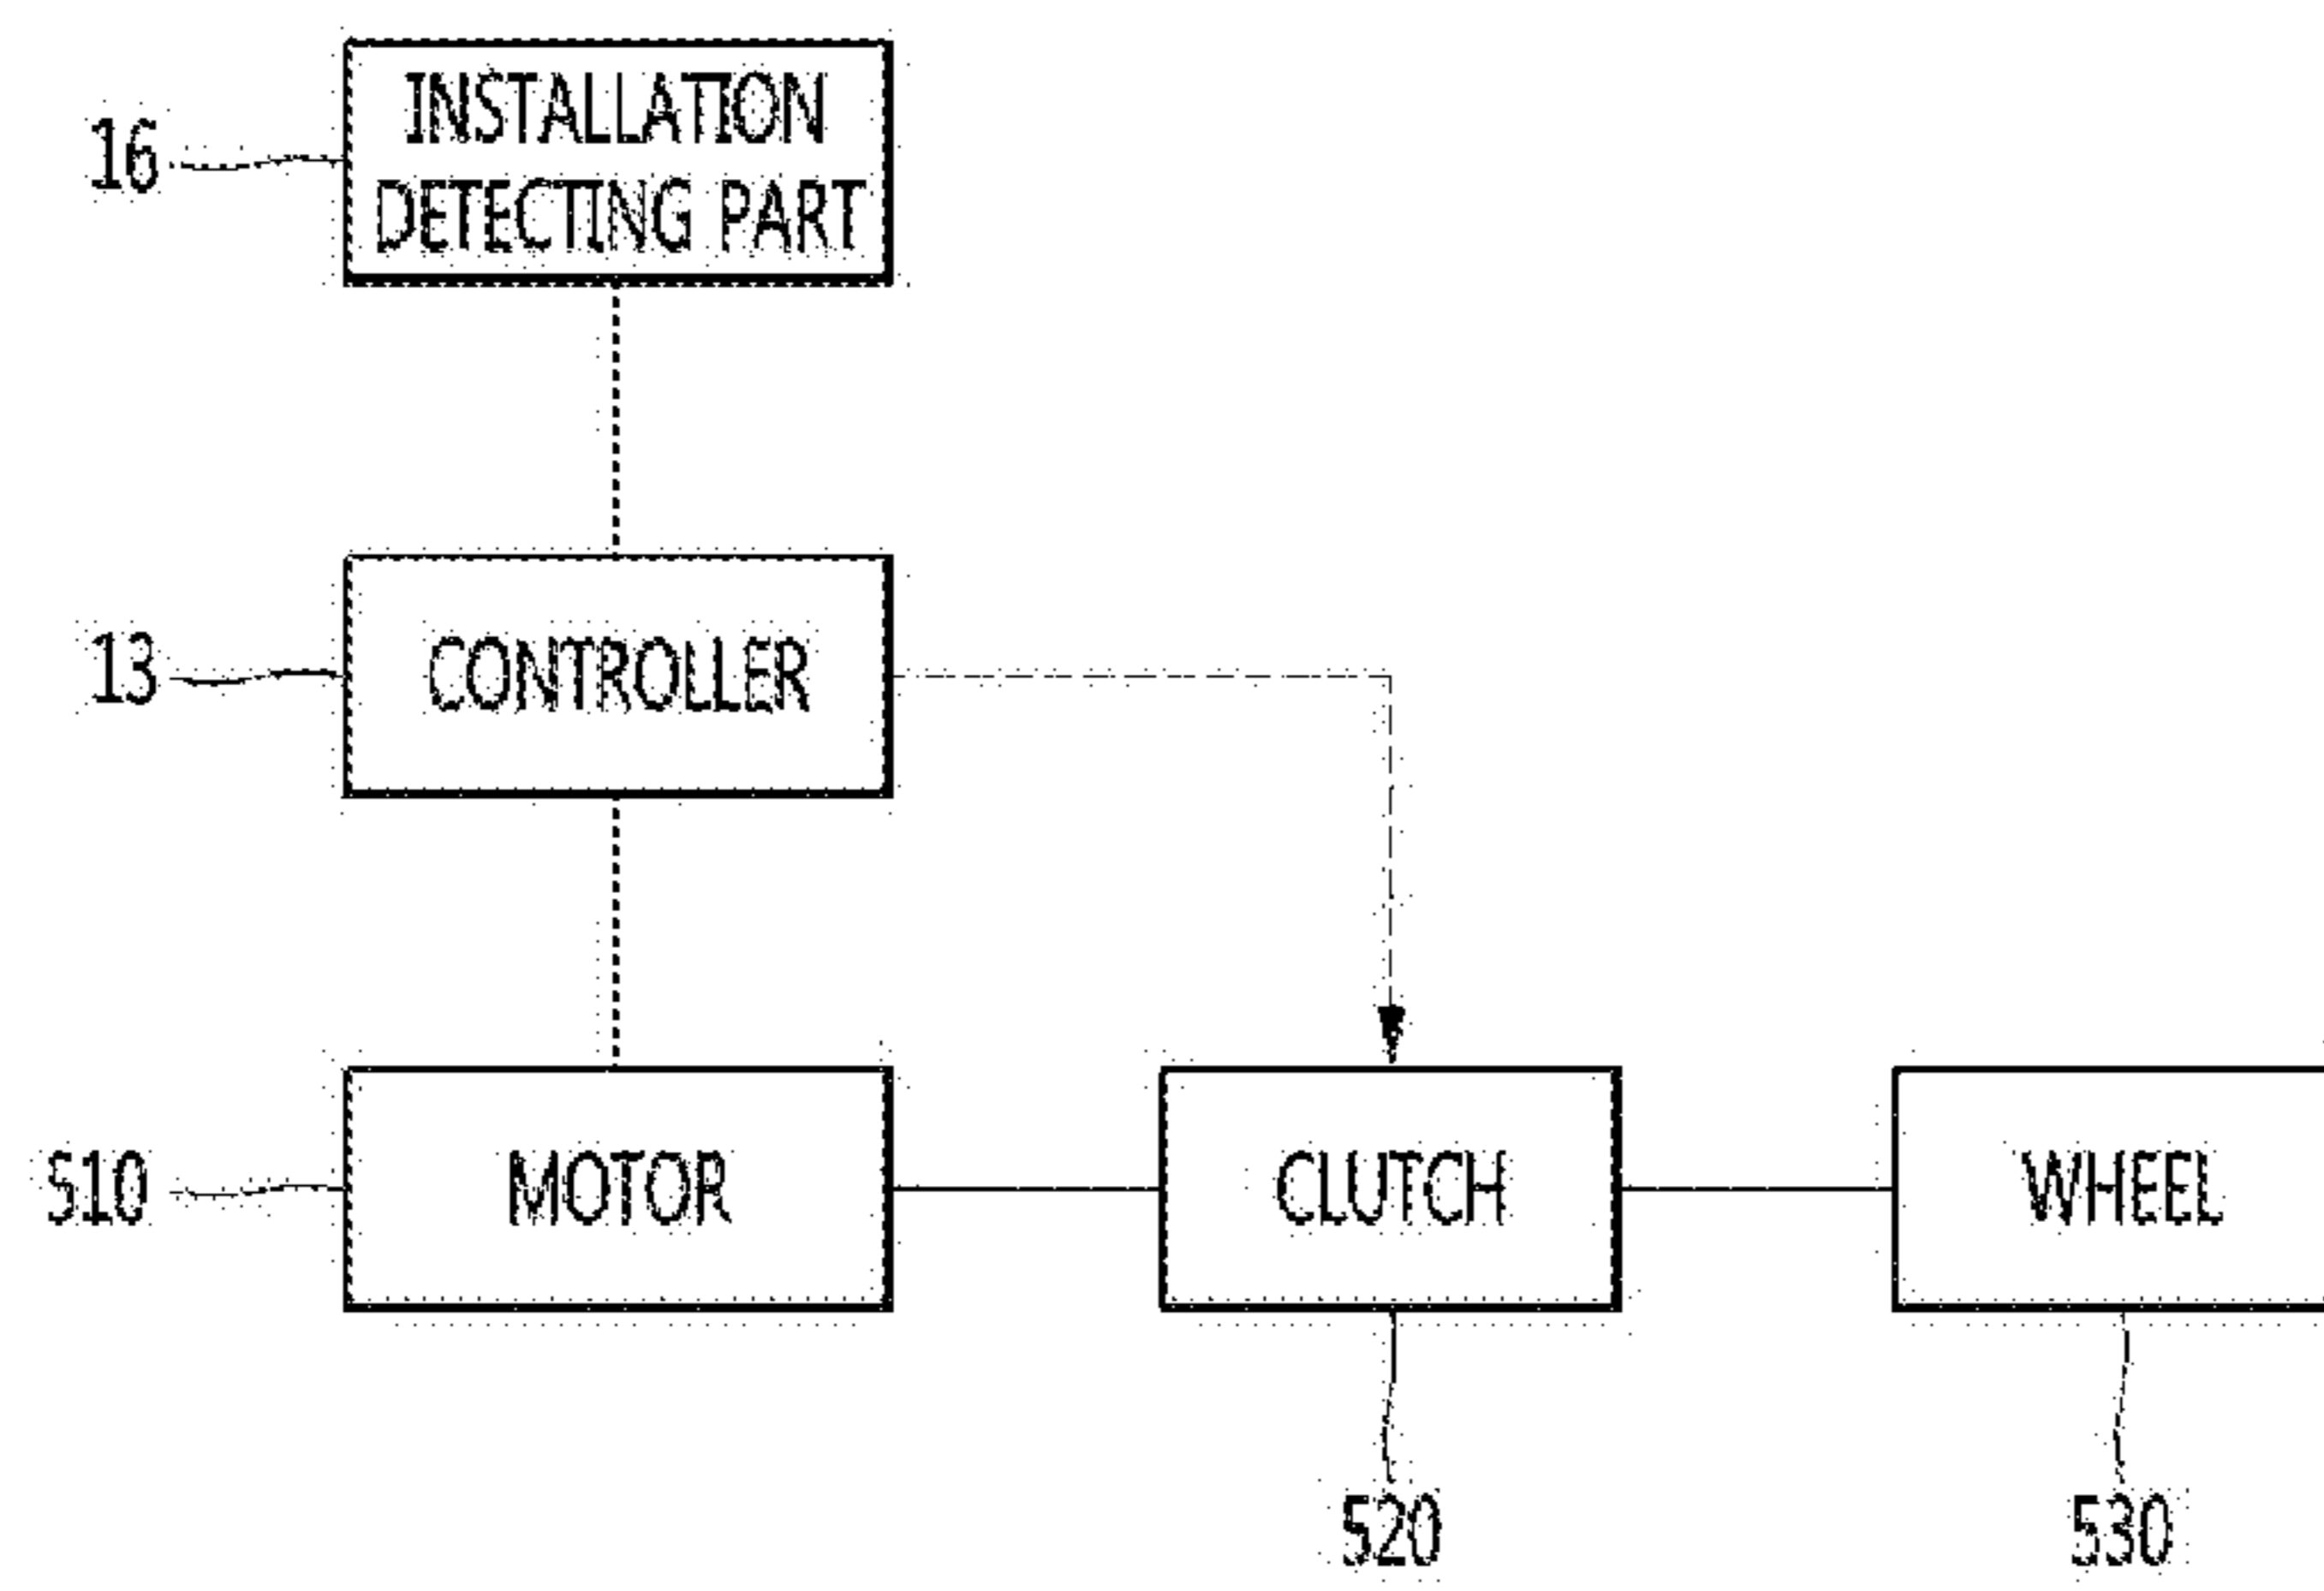 INSTALLATION
DETECTING PART
16
CONTROLLER
13
MOTOR
510
CLUTCH
520
WHEEL
530